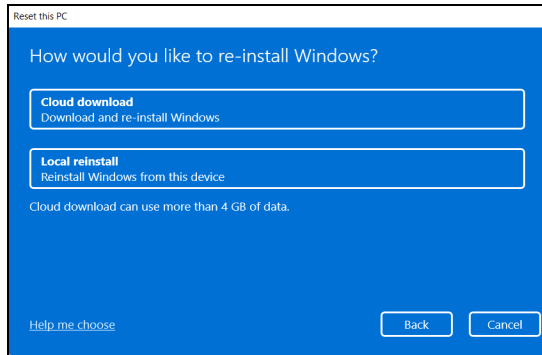 Reset this PC
How would you like to re-install Windows?
Cloud download
Download and re-install Windows
Local reinstall
Reinstall Windows from this device
Cloud download can use more than 4 GB of data.
Help me choose
Back
Cancel